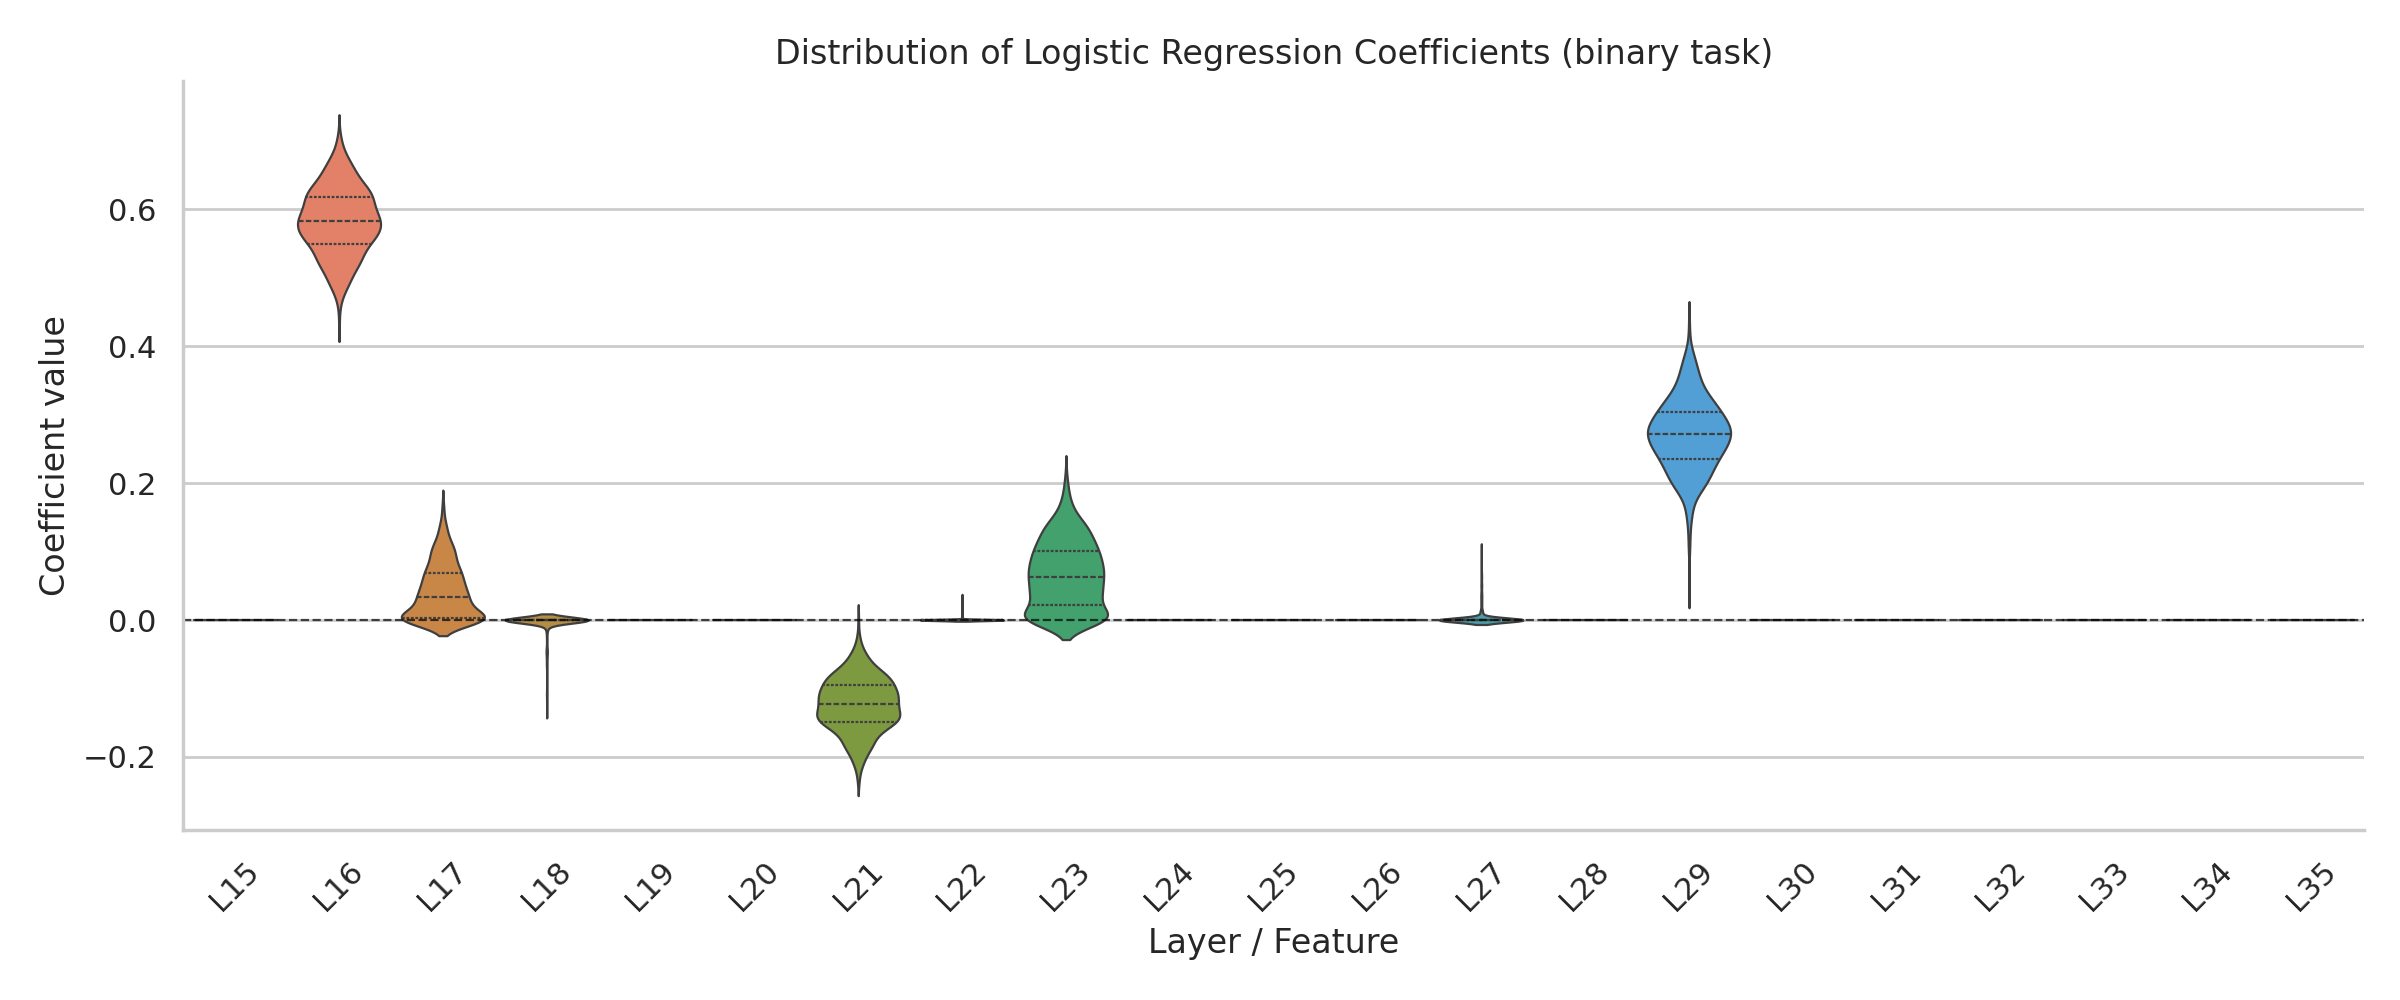 Distribution of Logistic Regression Coefficients (binary task)
Coefficient value
0.6
0.4
0.2
0.0
−0.2
L15 L16 L17 L18 L19 L20 L21 L22 L23 L24 L25 L26 L27 L28 L29 L30 L31 L32 L33 L34 L35
Layer / Feature